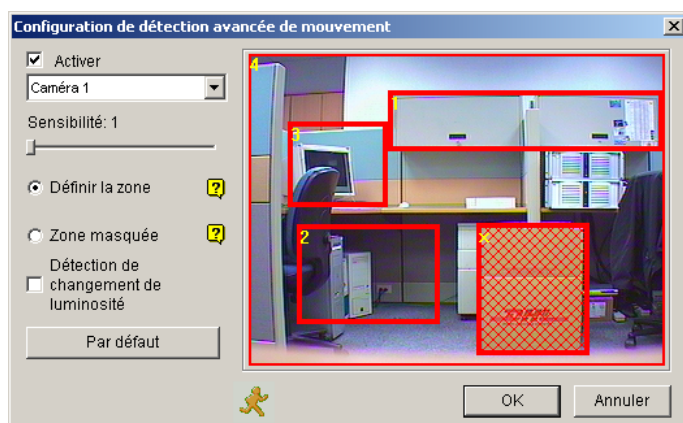 Configuration de détection avancée de mouvement
Activer
Caméra 1
Sensibilité: 1
Définir la zone
?
Zone masquée
?
Détection de
changement de
luminosité
Par défaut
4
1
3
2
x
OK
Annuler